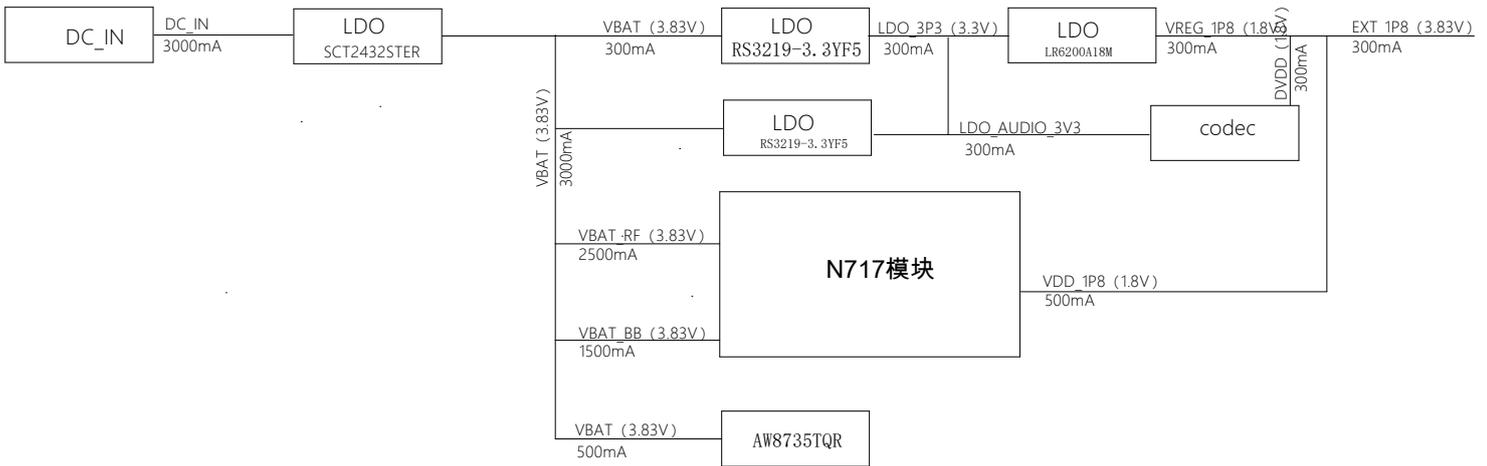 DC_IN
DC_IN
3000mA
LDO
SCT2432STER
VBAT (3.83V)
300mA
LDO
RS3219-3.3YF5
LDO_3P3 (3.3V)
300mA
LDO
LR6200A18M
VREG_1P8 (1.8V)
300mA
DVDD (1.8V)
300mA
EXT_1P8 (3.83V)
300mA
VBAT (3.83V)
3000mA
LDO
RS3219-3.3YF5
LDO_AUDIO_3V3
300mA
codec
VBAT_RF (3.83V)
2500mA
N717模块
VDD_1P8 (1.8V)
500mA
VBAT_BB (3.83V)
1500mA
VBAT (3.83V)
500mA
AW8735TQR